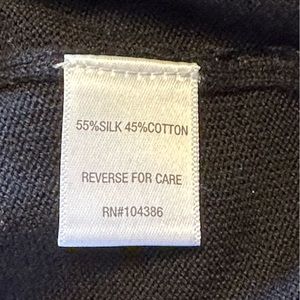 55%SILK 45%COTTON
REVERSE FOR CARE
RN#104386